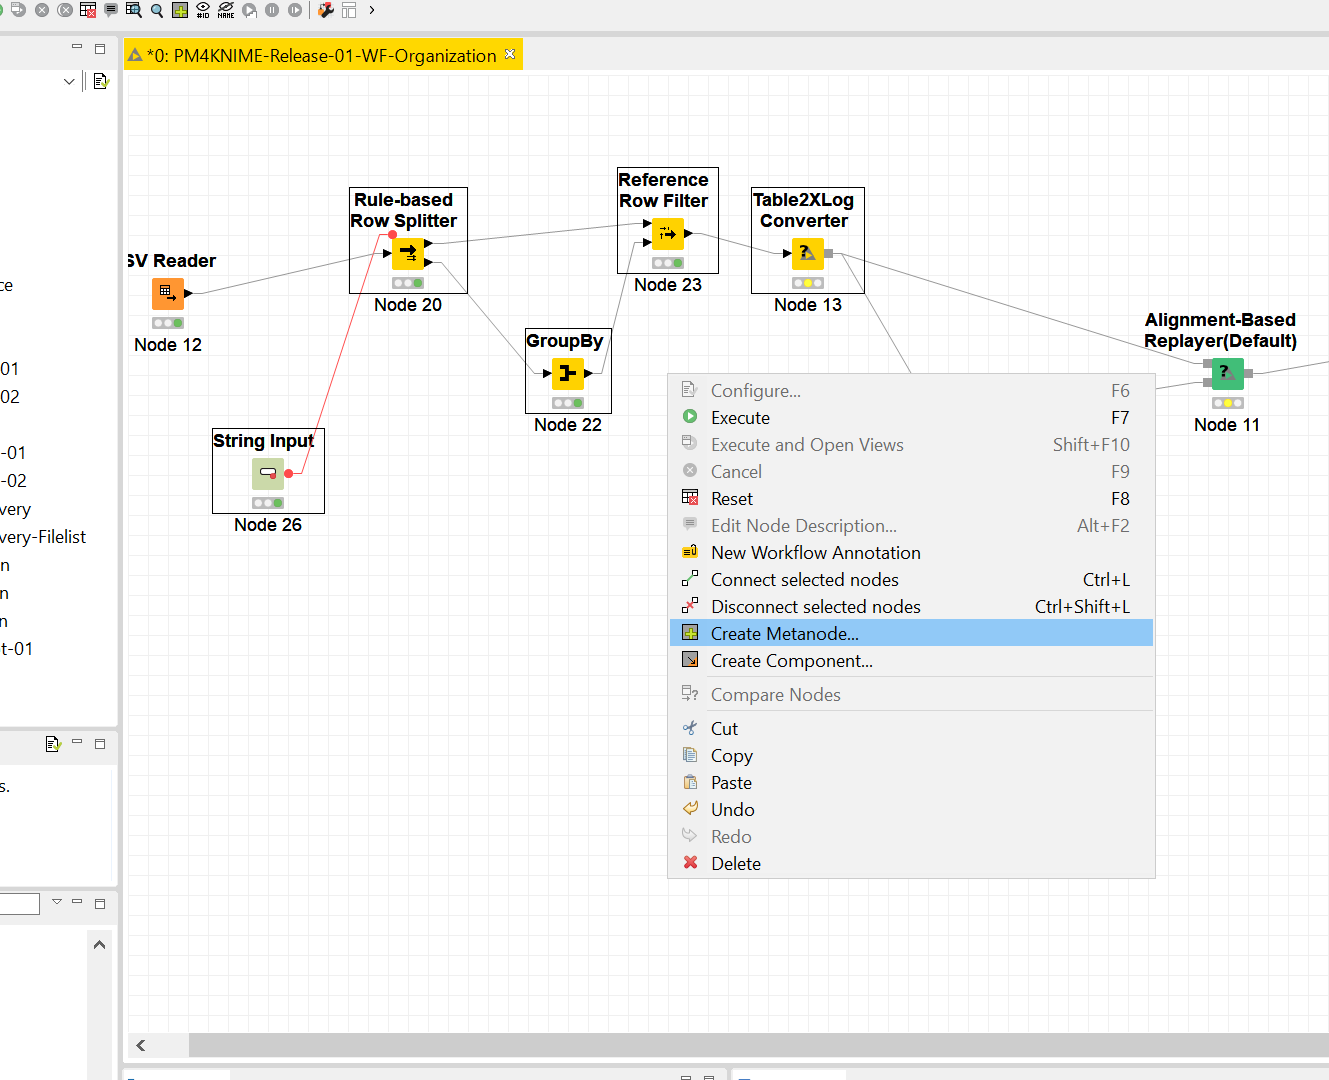 #ID
NAME
*0: PM4KNIME-Release-01-WF-Organization
Reference
Row Filter
Node 23
Rule-based
Row Splitter
Node 20
Table2XLog
Converter
Node 13
SV Reader
Node 12
ce
Alignment-Based
Replayer(Default)
Node 11
GroupBy
Node 22
01
02
-01
-02
very
very-Filelist
n
n
n
t-01
String Input
Node 26
Configure... F6
Execute F7
Execute and Open Views Shift+F10
Cancel F9
Reset F8
Edit Node Description... Alt+F2
New Workflow Annotation
Connect selected nodes Ctrl+L
Disconnect selected nodes Ctrl+Shift+L
Create Metanode...
Create Component...
Compare Nodes
Cut
Copy
Paste
Undo
Redo
Delete
s.